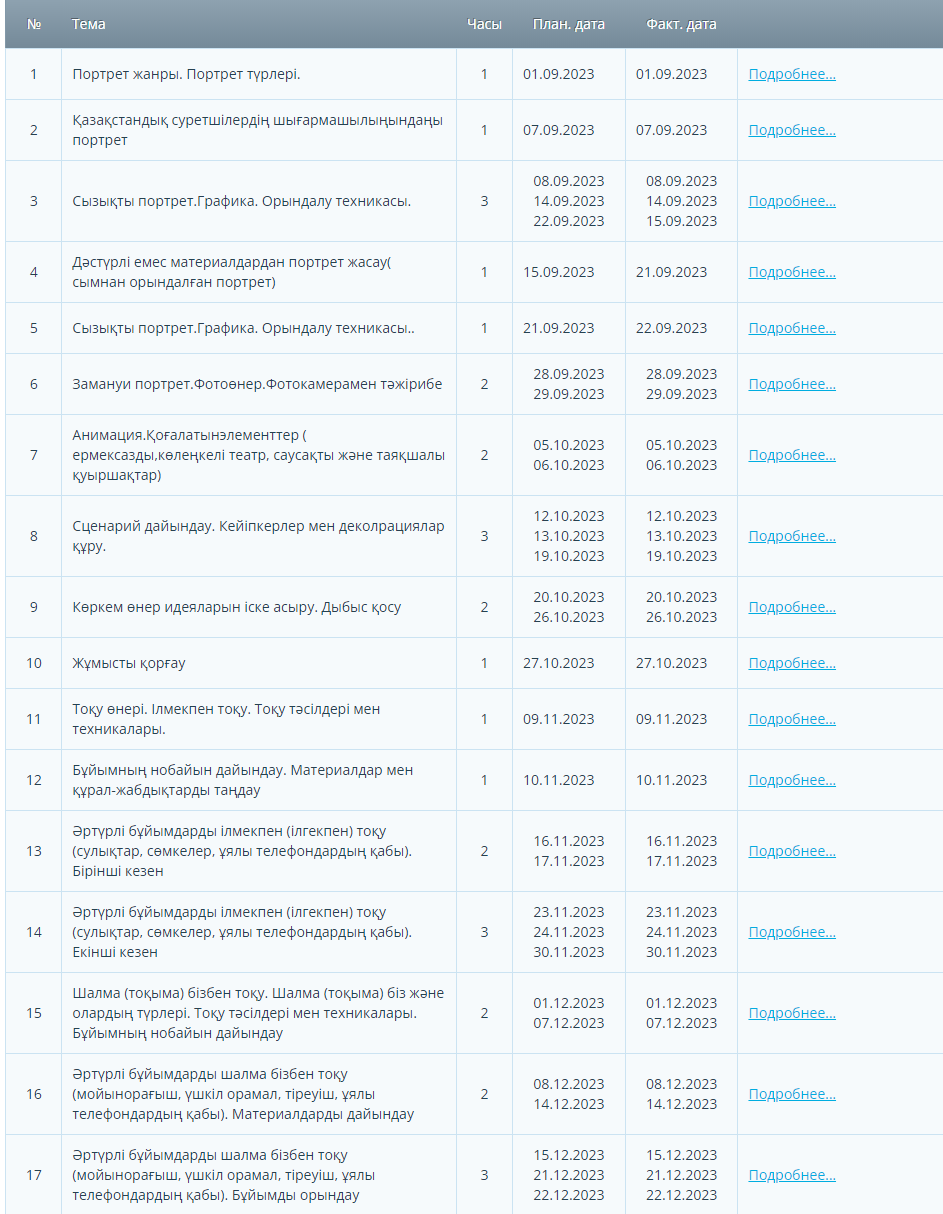 № Тема Часы План. дата Факт. дата
1 Портрет жанры. Портрет түрлері. 1 01.09.2023 01.09.2023 Подробнее...
Қазақстандық суретшілердің шығармашылыңындаңы
2 портрет 1 07.09.2023 07.09.2023 Подробнее...
08.09.2023 08.09.2023
3 Сызықты портрет.Графика. Орындалу техникасы. 3 14.09.2023 14.09.2023 Подробнее...
22.09.2023 15.09.2023
Дәстүрлі емес материалдардан портрет жасау(
4 сымнан орындалған портрет) 1 15.09.2023 21.09.2023 Подробнее...
5 Сызықты портрет.Графика. Орындалу техникасы.. 1 21.09.2023 22.09.2023 Подробнее...
28.09.2023 28.09.2023
6 Замануи портрет.Фотоөнер.Фотокамерамен тәжірибе 2 29.09.2023 29.09.2023 Подробнее...
Анимация.Қоғалатынэлементтер (
7 ермексазды,көлеңкелі театр, саусақты және таяқшалы 2 05.10.2023 05.10.2023 Подробнее...
қуыршақтар) 06.10.2023 06.10.2023
Сценарий дайындау. Кейіпкерлер мен деколрациялар 12.10.2023 12.10.2023
8 құру. 3 13.10.2023 13.10.2023 Подробнее...
19.10.2023 19.10.2023
20.10.2023 20.10.2023
9 Көркем өнер идеяларын іске асыру. Дыбыс қосу 2 26.10.2023 26.10.2023 Подробнее...
10 Жұмысты қорғау 1 27.10.2023 27.10.2023 Подробнее...
Тоқу өнері. Ілмекпен тоқу. Тоқу тәсілдері мен
11 техникалары. 1 09.11.2023 09.11.2023 Подробнее...
Бұйымның нобайын дайындау. Материалдар мен
12 құрал-жабдықтарды таңдау 1 10.11.2023 10.11.2023 Подробнее...
Әртүрлі бұйымдарды ілмекпен (ілгекпен) тоқу
13 (сулықтар, сөмкелер, ұялы телефондардың қабы). 2 16.11.2023 16.11.2023 Подробнее...
Бірінші кезен 17.11.2023 17.11.2023
Әртүрлі бұйымдарды ілмекпен (ілгекпен) тоқу 23.11.2023 23.11.2023
14 (сулықтар, сөмкелер, ұялы телефондардың қабы). 3 24.11.2023 24.11.2023 Подробнее...
Екінші кезен 30.11.2023 30.11.2023
Шалма (тоқыма) бізбен тоқу. Шалма (тоқыма) біз және
15 олардың түрлері. Тоқу тәсілдері мен техникалары. 2 01.12.2023 01.12.2023 Подробнее...
Бұйымның нобайын дайындау 07.12.2023 07.12.2023
Әртүрлі бұйымдарды шалма бізбен тоқу
16 (мойынорағыш, үшкіл орамал, тіреуіш, ұялы 2 08.12.2023 08.12.2023 Подробнее...
телефондардың қабы). Материалдарды дайындау 14.12.2023 14.12.2023
Әртүрлі бұйымдарды шалма бізбен тоқу 15.12.2023 15.12.2023
17 (мойынорағыш, үшкіл орамал, тіреуіш, ұялы 3 21.12.2023 21.12.2023 Подробнее...
телефондардың қабы). Бұйымды орындау 22.12.2023 22.12.2023